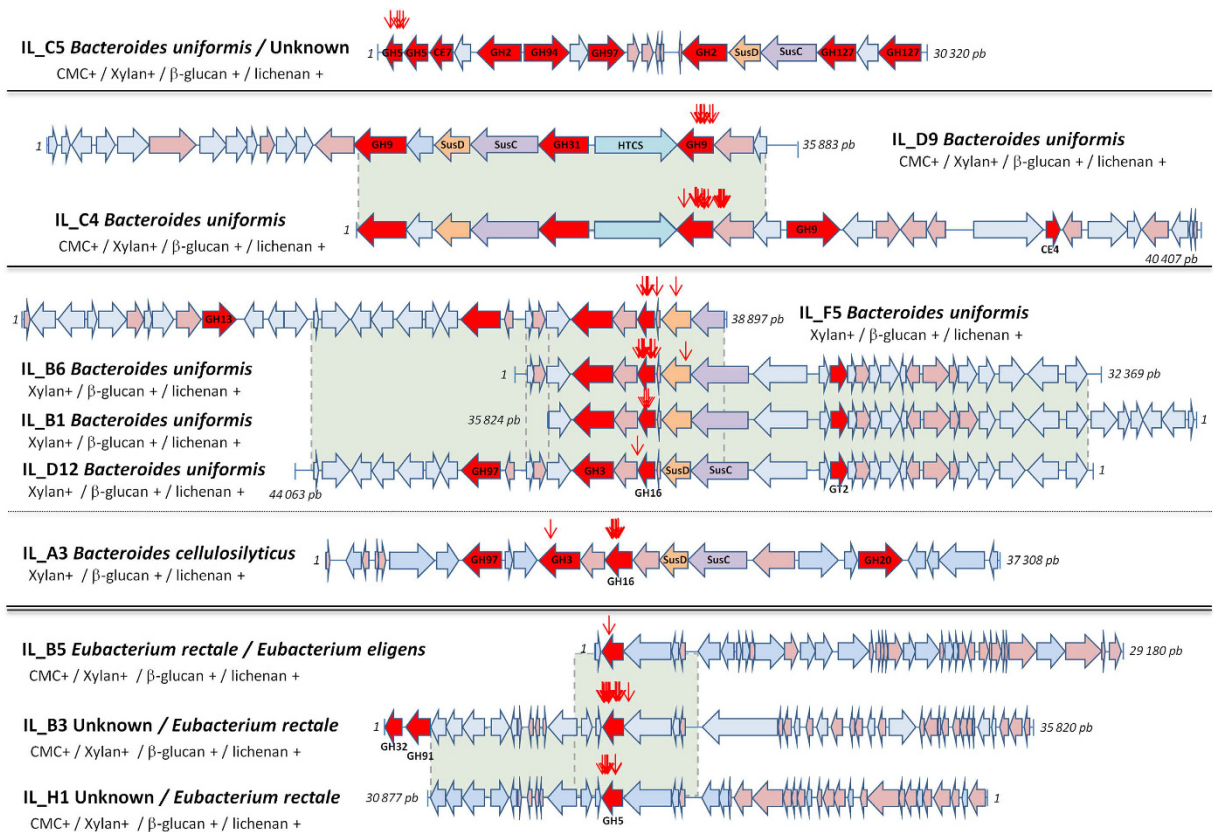 IL_C5 Bacteroides uniformis / Unknown
CMC+ / Xylan+ / β-glucan + / lichenan +
1 GH5 GH5 CE7 GH2 GH94 GH97 GH2 SusD SusC GH127 GH127 30 320 pb
1 GH9 SusD SusC GH31 HTCS GH9 35 883 pb
IL_D9 Bacteroides uniformis
CMC+ / Xylan+ / β-glucan + / lichenan +
IL_C4 Bacteroides uniformis
CMC+ / Xylan+ / β-glucan + / lichenan +
1 GH9 CE4 40 407 pb
1 GH13 38 897 pb
IL_F5 Bacteroides uniformis
Xylan+ / β-glucan + / lichenan +
IL_B6 Bacteroides uniformis
Xylan+ / β-glucan + / lichenan +
1 32 369 pb
IL_B1 Bacteroides uniformis
Xylan+ / β-glucan + / lichenan +
35 824 pb 1
IL_D12 Bacteroides uniformis
Xylan+ / β-glucan + / lichenan +
44 063 pb GH97 GH3 GH16 SusD SusC GT2 1
IL_A3 Bacteroides cellulosilyticus
Xylan+ / β-glucan + / lichenan +
1 GH97 GH3 GH16 SusD SusC GH20 37 308 pb
IL_B5 Eubacterium rectale / Eubacterium eligens
CMC+ / Xylan+ / β-glucan + / lichenan +
1 29 180 pb
IL_B3 Unknown / Eubacterium rectale
CMC+ / Xylan+ / β-glucan + / lichenan +
1 GH32 GH91 35 820 pb
IL_H1 Unknown / Eubacterium rectale
CMC+ / Xylan+ / β-glucan + / lichenan +
30 877 pb GH5 1